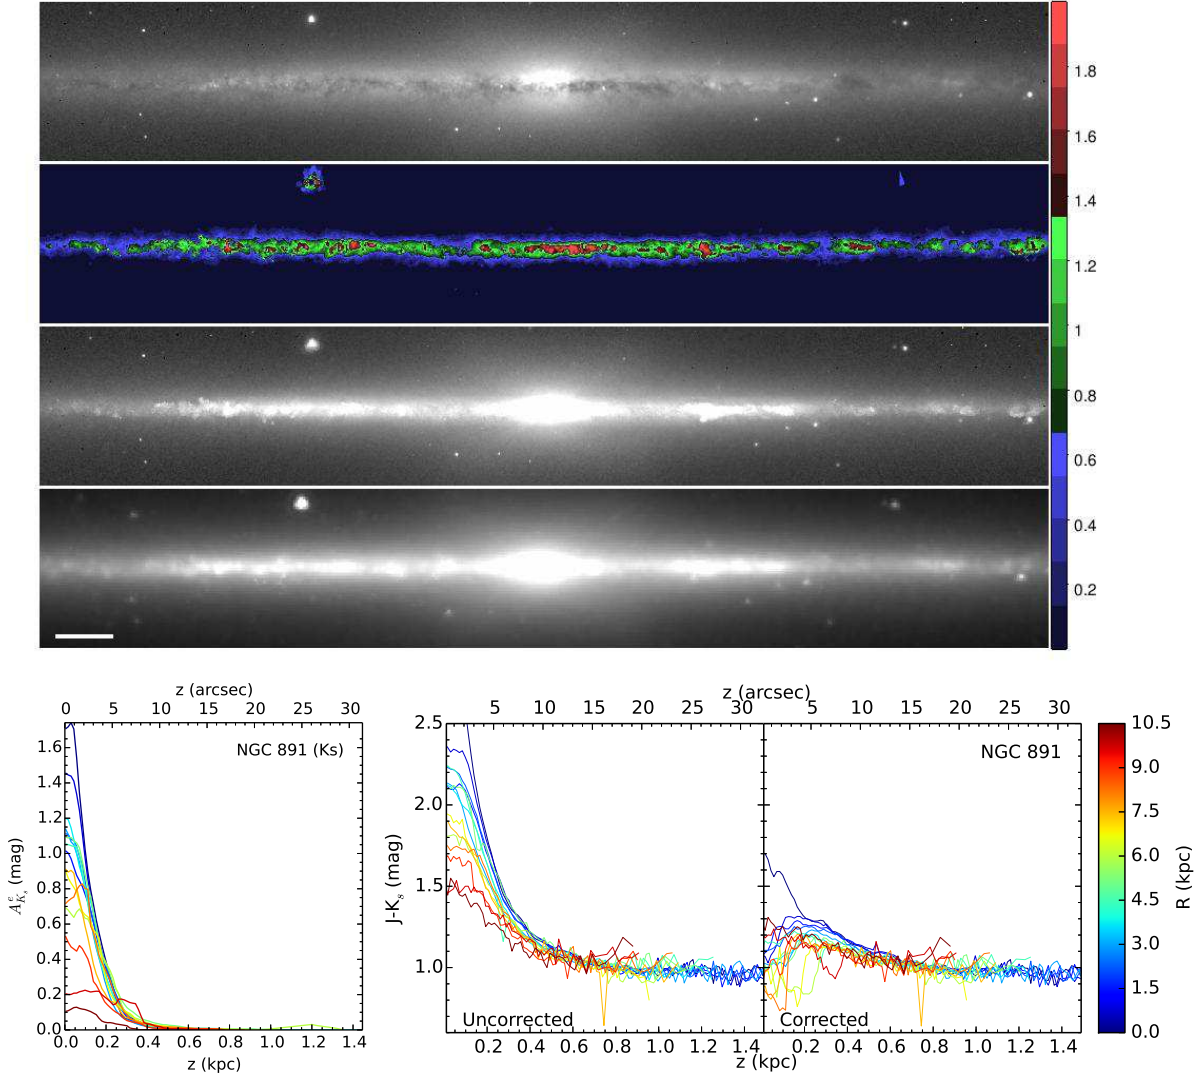 1.8
1.6
1.4
1.2
1
0.8
0.6
0.4
0.2
z (arcsec)
0 5 10 15 20 25 30
NGC 891 (Ks)
1.6
1.4
1.2
1.0
0.8
0.6
0.4
0.2
0.0
A^e_{K_s} (mag)
0.0 0.2 0.4 0.6 0.8 1.0 1.2 1.4
z (kpc)
z (arcsec)
5 10 15 20 25 30 5 10 15 20 25 30
2.5
2.0
1.5
1.0
J-K_s (mag)
NGC 891
Uncorrected
Corrected
0.2 0.4 0.6 0.8 1.0 1.2 0.2 0.4 0.6 0.8 1.0 1.2 1.4
z (kpc)
10.5
9.0
7.5
6.0
4.5
3.0
1.5
0.0
R (kpc)